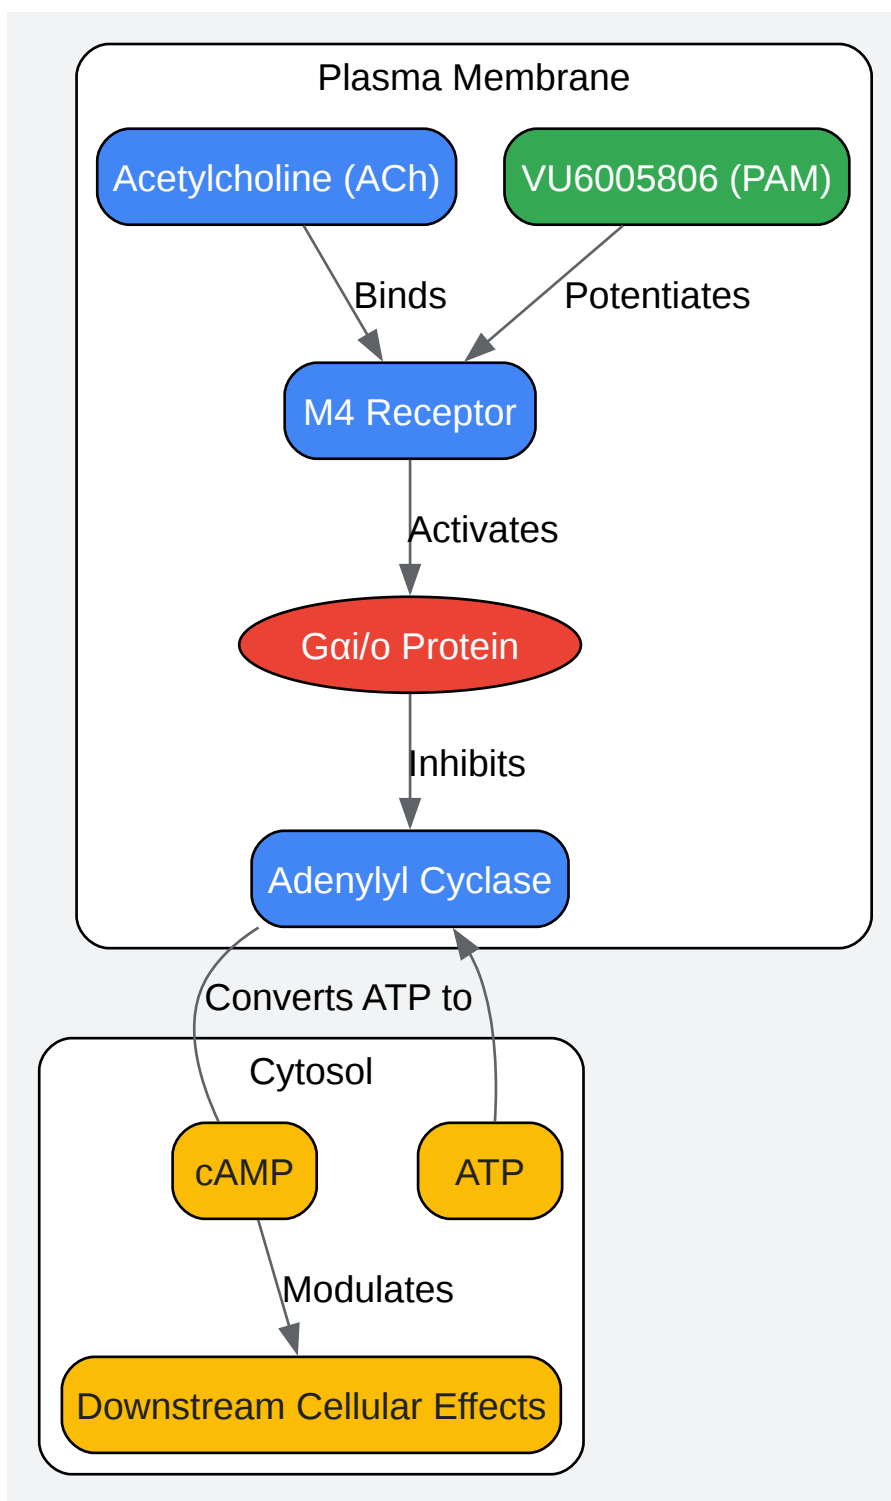 Plasma Membrane
Acetylcholine (ACh)
VU6005806 (PAM)
Binds
Potentiates
M4 Receptor
Activates
Gαi/o Protein
Inhibits
Adenylyl Cyclase
Converts ATP to
Cytosol
cAMP
ATP
Modulates
Downstream Cellular Effects